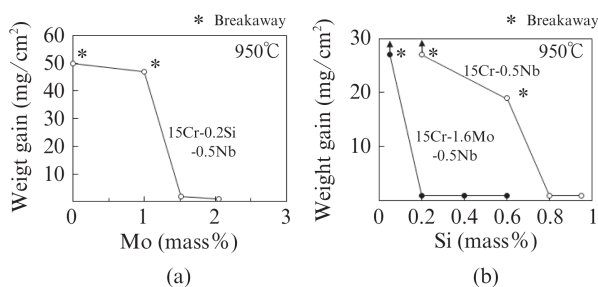 * Breakaway
950℃
Weigt gain (mg/cm²)
60
50
40
30
20
10
*
*
15Cr-0.2Si
-0.5Nb
0
1
2
3
Mo (mass%)
(a)
* Breakaway
950℃
Weight gain (mg/cm²)
30
20
10
*
*
*
15Cr-0.5Nb
15Cr-1.6Mo
-0.5Nb
0
0.2
0.4
0.6
0.8
1
Si (mass%)
(b)